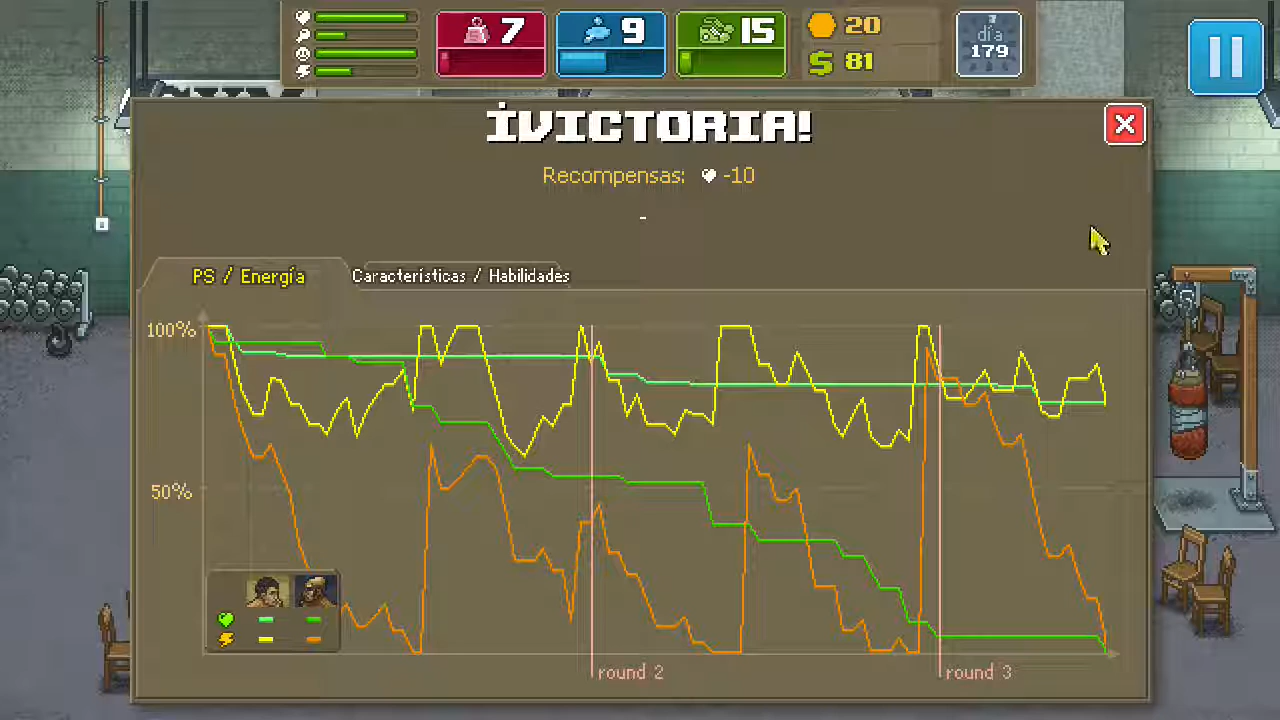 7
9
15
20
$ 81
día
179
¡VICTORIA!
Recompensas: -10
-
PS / Energía
Características / Habilidades
100%
50%
round 2
round 3